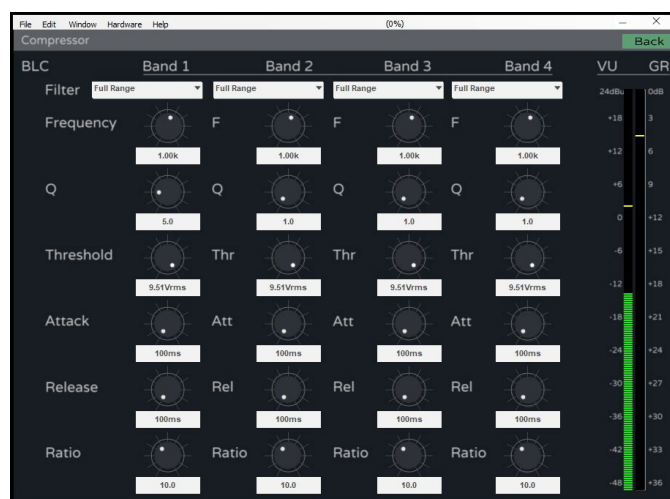 File Edit Window Hardware Help (0%)
Compressor Back
BLC Band 1 Band 2 Band 3 Band 4 VU GR
Filter Full Range Full Range Full Range Full Range 24dBu 0dB
Frequency F F F +18 3
1.00k 1.00k 1.00k 1.00k +12 6
Q Q Q Q +6 9
5.0 1.0 1.0 1.0 0 +12
Threshold Thr Thr Thr -6 +15
9.51Vrms 9.51Vrms 9.51Vrms 9.51Vrms -12 +18
Attack Att Att Att -18 +21
100ms 100ms 100ms 100ms -24 +24
Release Rel Rel Rel -30 +27
100ms 100ms 100ms 100ms -36 +30
Ratio Ratio Ratio Ratio -42 +33
10.0 10.0 10.0 10.0 -48 +36